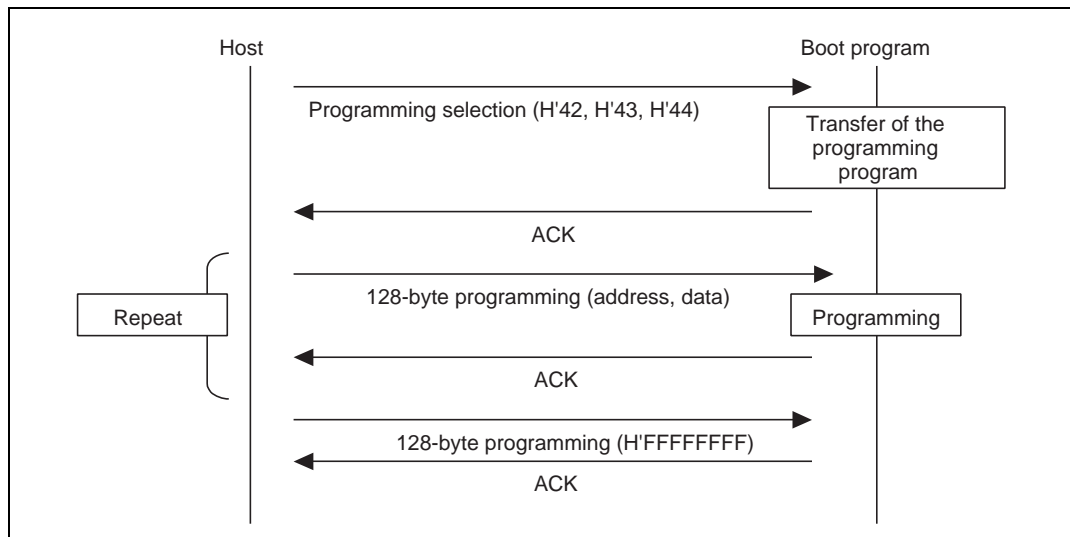 Host
Boot program
Programming selection (H'42, H'43, H'44)
Transfer of the
programming
program
ACK
128-byte programming (address, data)
Repeat
Programming
ACK
128-byte programming (H'FFFFFFFF)
ACK